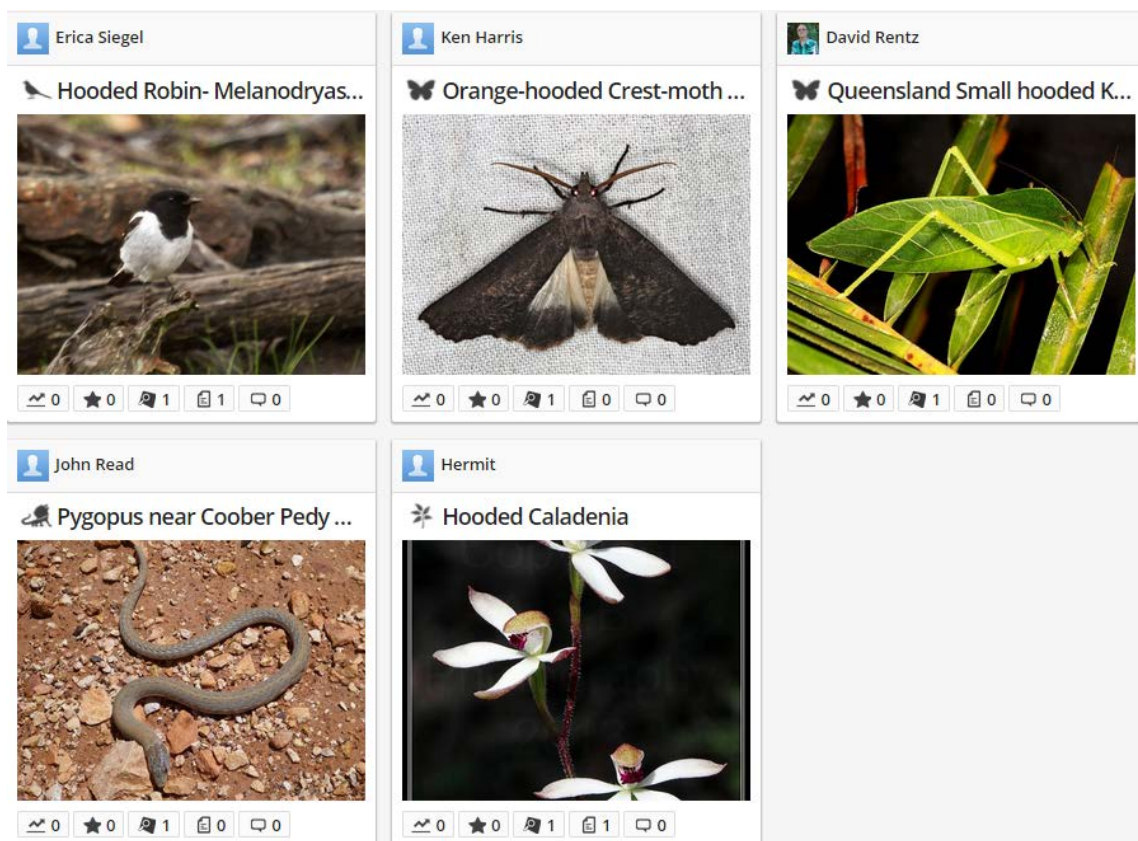 Erica Siegel
Hooded Robin- Melanodryas...
0 0 1 1 0
Ken Harris
Orange-hooded Crest-moth ...
0 0 1 0 0
David Rentz
Queensland Small hooded K...
0 0 1 0 0
John Read
Pygopus near Coober Pedy ...
0 0 1 0 0
Hermit
Hooded Caladenia
0 0 1 1 0